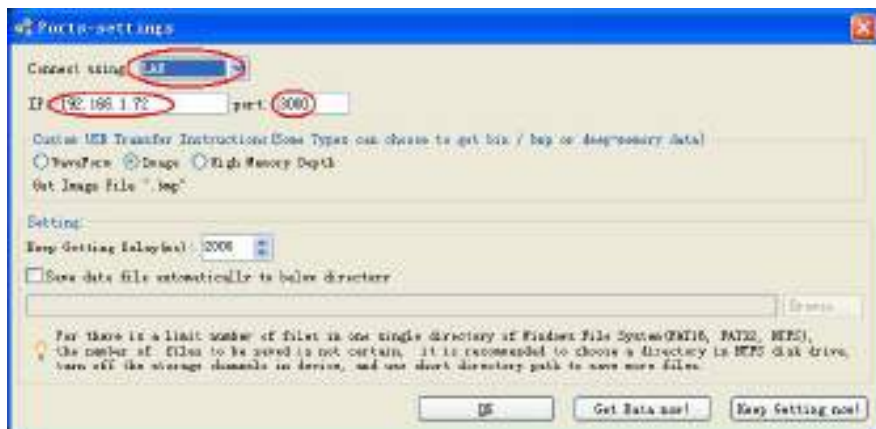 Ports-settings
Connect using: LAN
IP: 192.168.1.72 port: 3000
Custom USB Transfer Instructions(Some Types can choose to get bin / bmp or deep-memory data)
WaveForm Image High Memory Depth
Get Image File ".bmp"
Setting
Keep Getting Delay(ms): 2000
Save data file automatically to below directory
Browse...
For there is a limit number of files in one single directory of Windows File System(FAT16, FAT32, NTFS),
the number of files to be saved is not certain, it is recommended to choose a directory in NTFS disk drive,
turn off the storage channels in device, and use short directory path to save more files.
Get Data now! Keep Getting now!